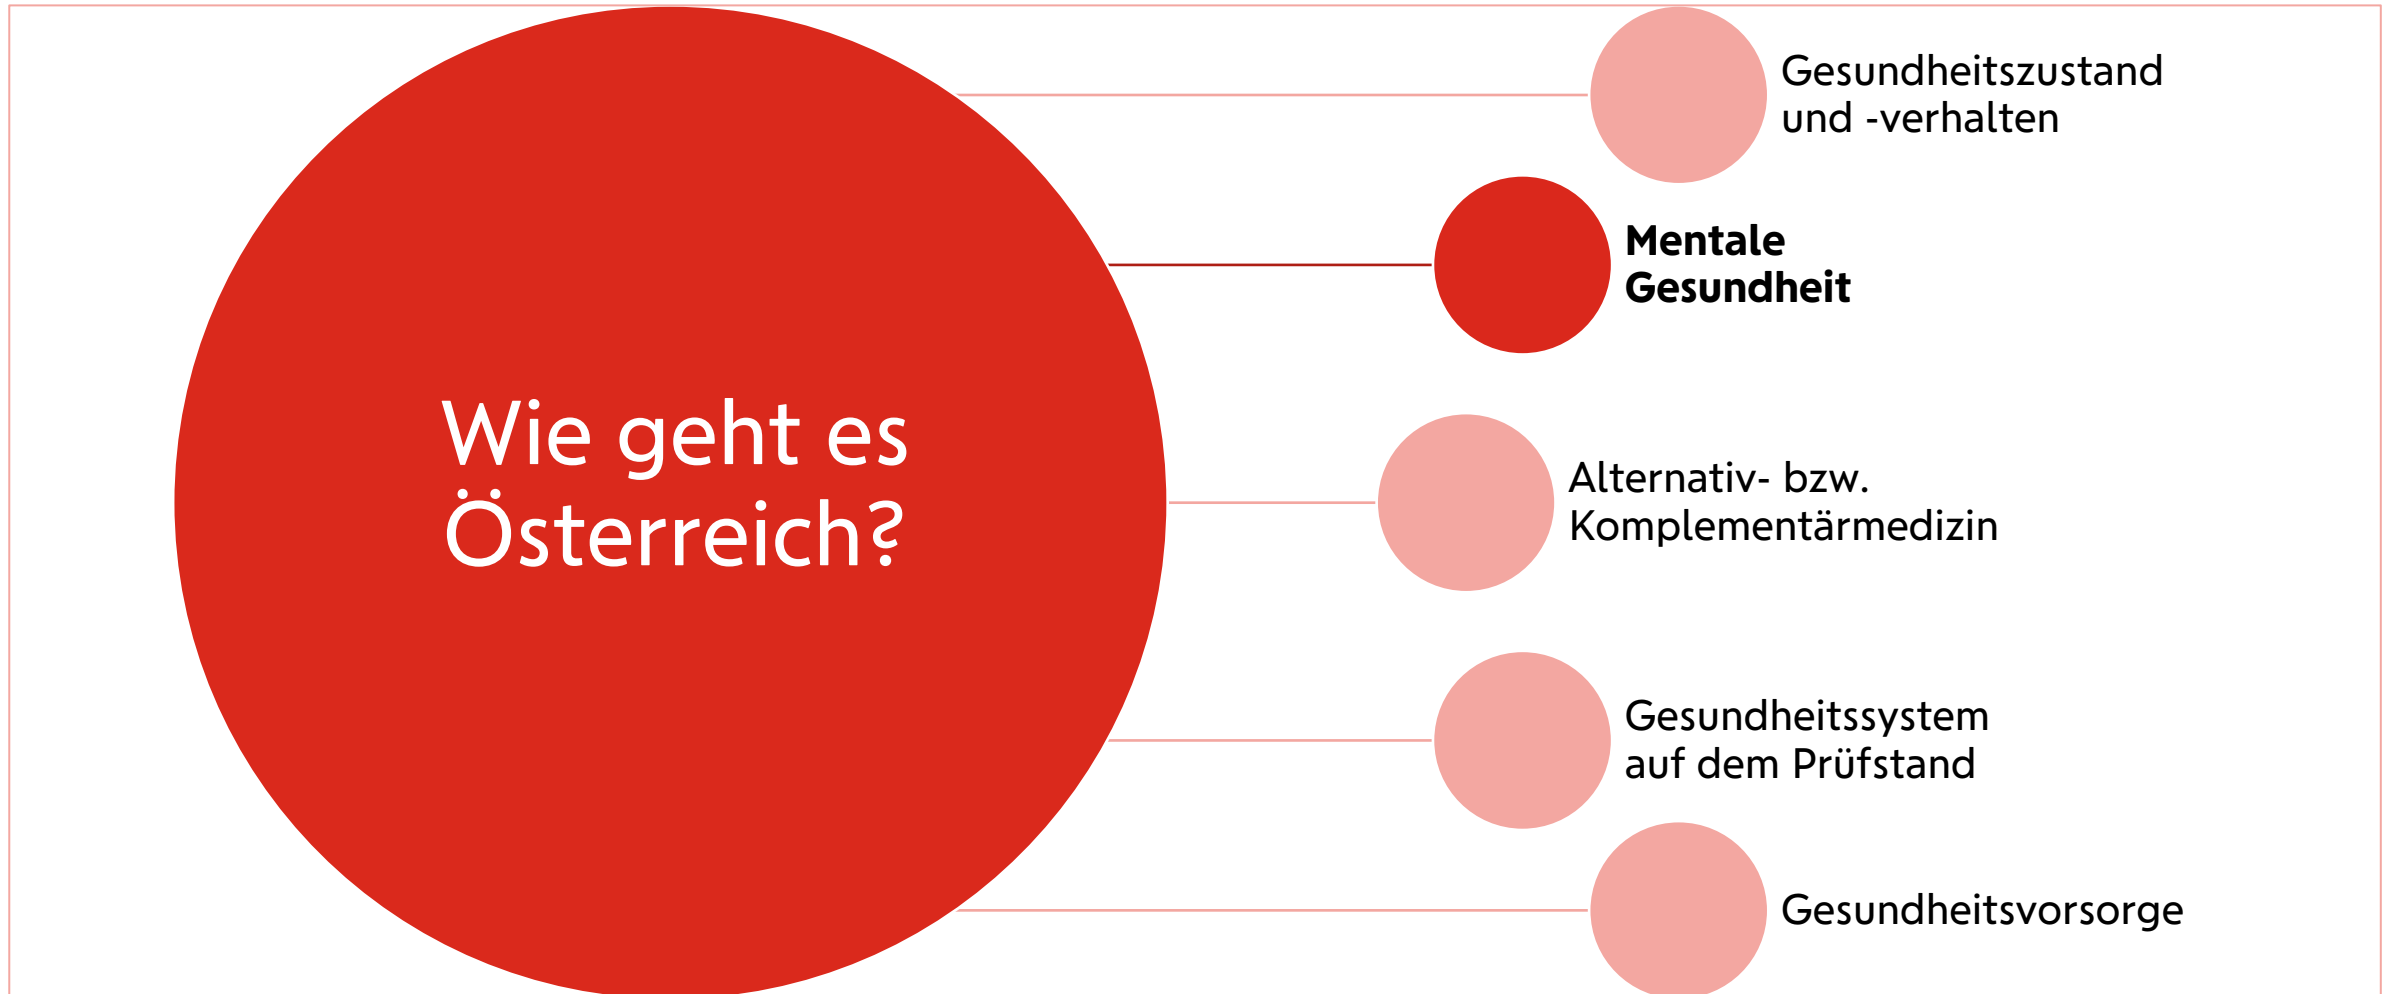 Wie geht es
Österreich?
Gesundheitszustand
und -verhalten
Mentale
Gesundheit
Alternativ- bzw.
Komplementärmedizin
Gesundheitssystem
auf dem Prüfstand
Gesundheitsvorsorge